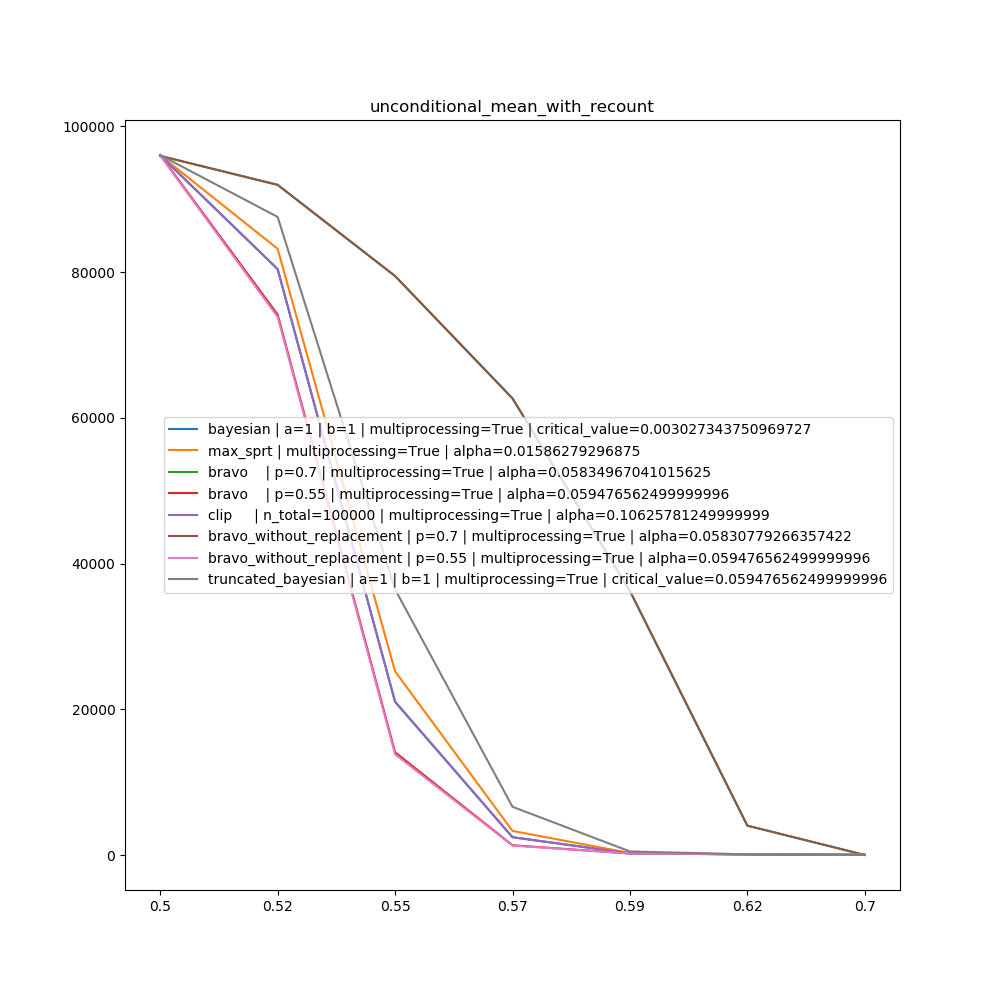 unconditional_mean_with_recount
100000
80000
60000
40000
20000
0
bayesian | a=1 | b=1 | multiprocessing=True | critical_value=0.003027343750969727
max_sprt | multiprocessing=True | alpha=0.01586279296875
bravo | p=0.7 | multiprocessing=True | alpha=0.05834967041015625
bravo | p=0.55 | multiprocessing=True | alpha=0.059476562499999996
clip | n_total=100000 | multiprocessing=True | alpha=0.10625781249999999
bravo_without_replacement | p=0.7 | multiprocessing=True | alpha=0.05830779266357422
bravo_without_replacement | p=0.55 | multiprocessing=True | alpha=0.059476562499999996
truncated_bayesian | a=1 | b=1 | multiprocessing=True | critical_value=0.059476562499999996
0.5 0.52 0.55 0.57 0.59 0.62 0.7